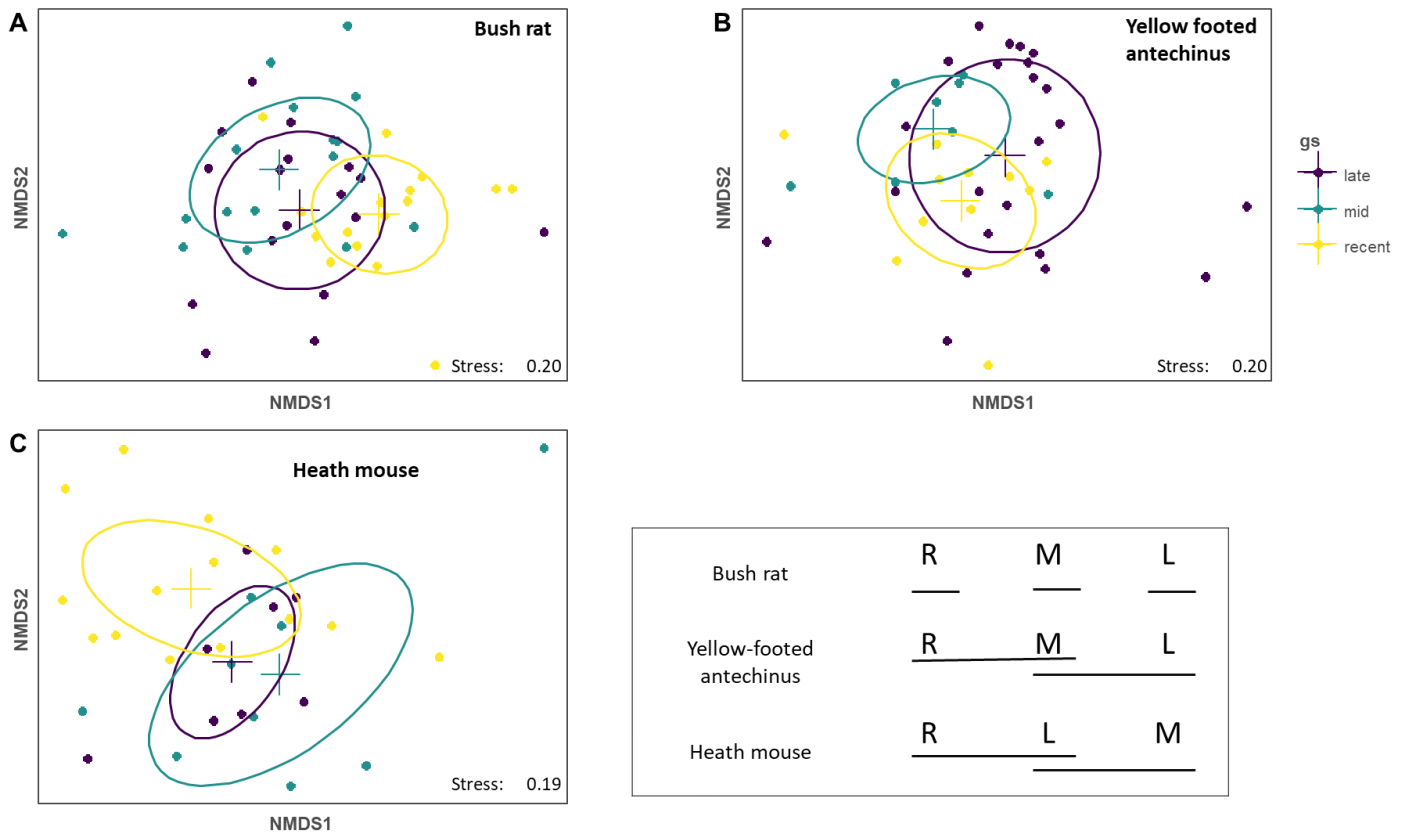 A
Bush rat
NMDS2
Stress: 0.20
NMDS1
B
Yellow footed
antechinus
NMDS2
Stress: 0.20
NMDS1
gs
late
mid
recent
C
Heath mouse
NMDS2
Stress: 0.19
NMDS1
Bush rat R M L
Yellow-footed R M L
antechinus
Heath mouse R L M